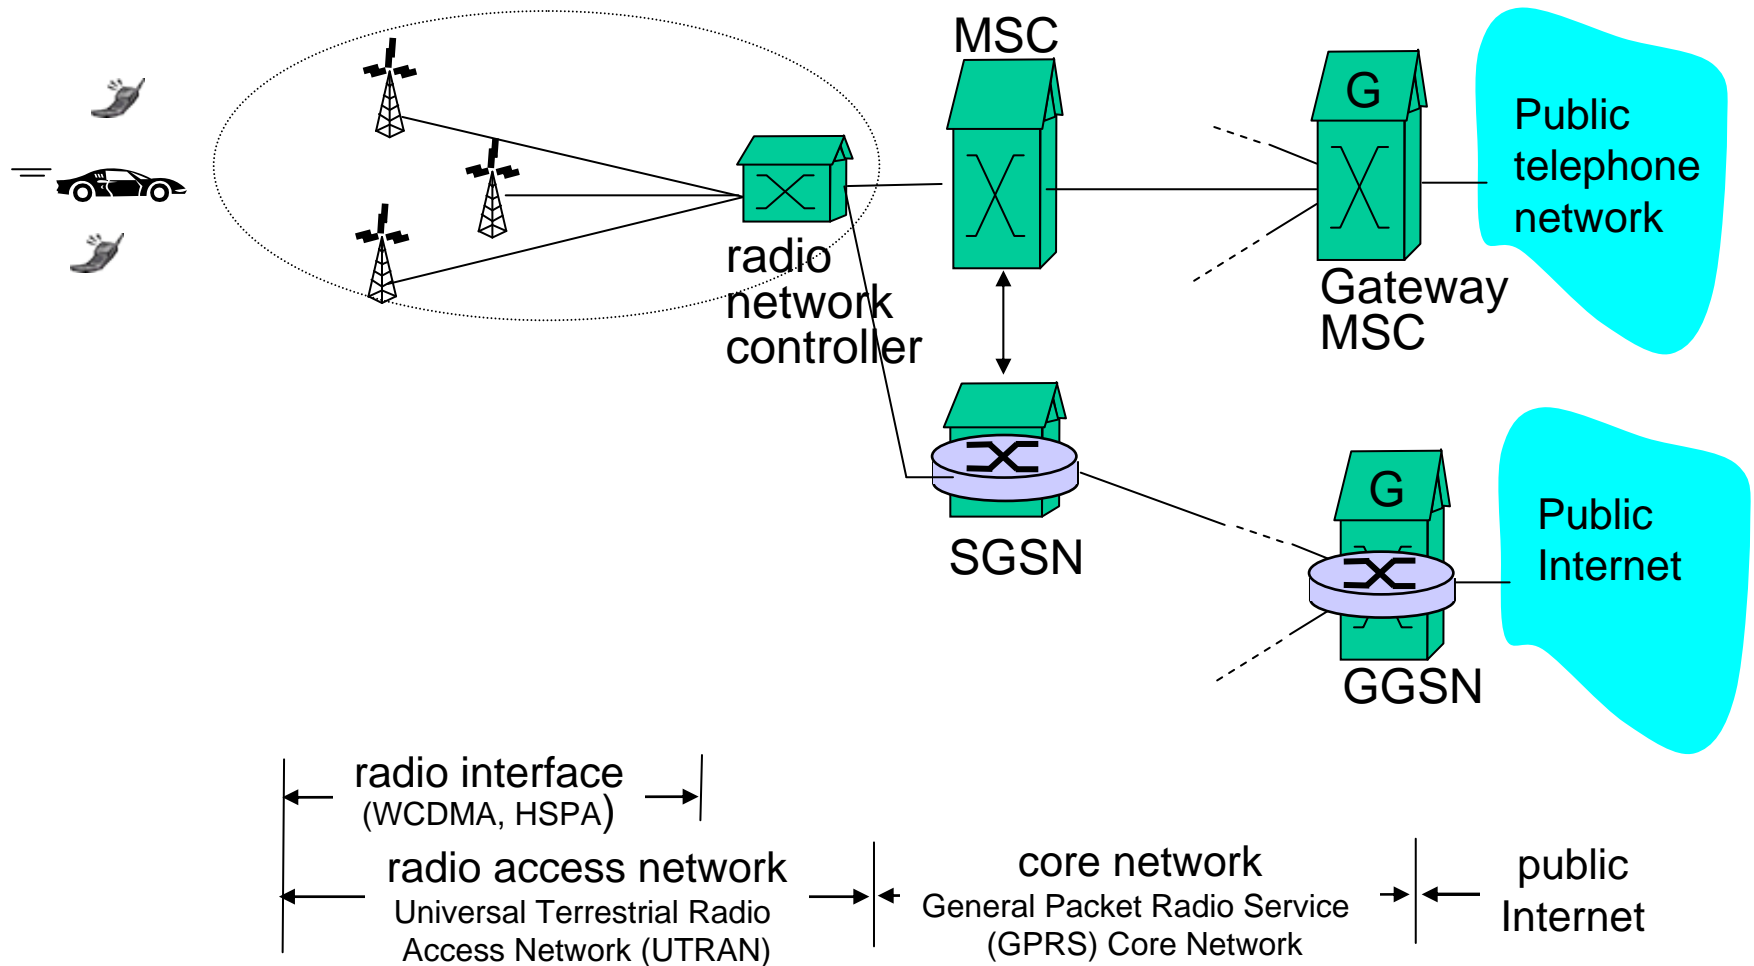 MSC
G
Public
telephone
network
radio
network
controller
Gateway
MSC
SGSN
G
Public
Internet
GGSN
radio interface
(WCDMA, HSPA)
radio access network
Universal Terrestrial Radio
Access Network (UTRAN)
core network
General Packet Radio Service
(GPRS) Core Network
public
Internet